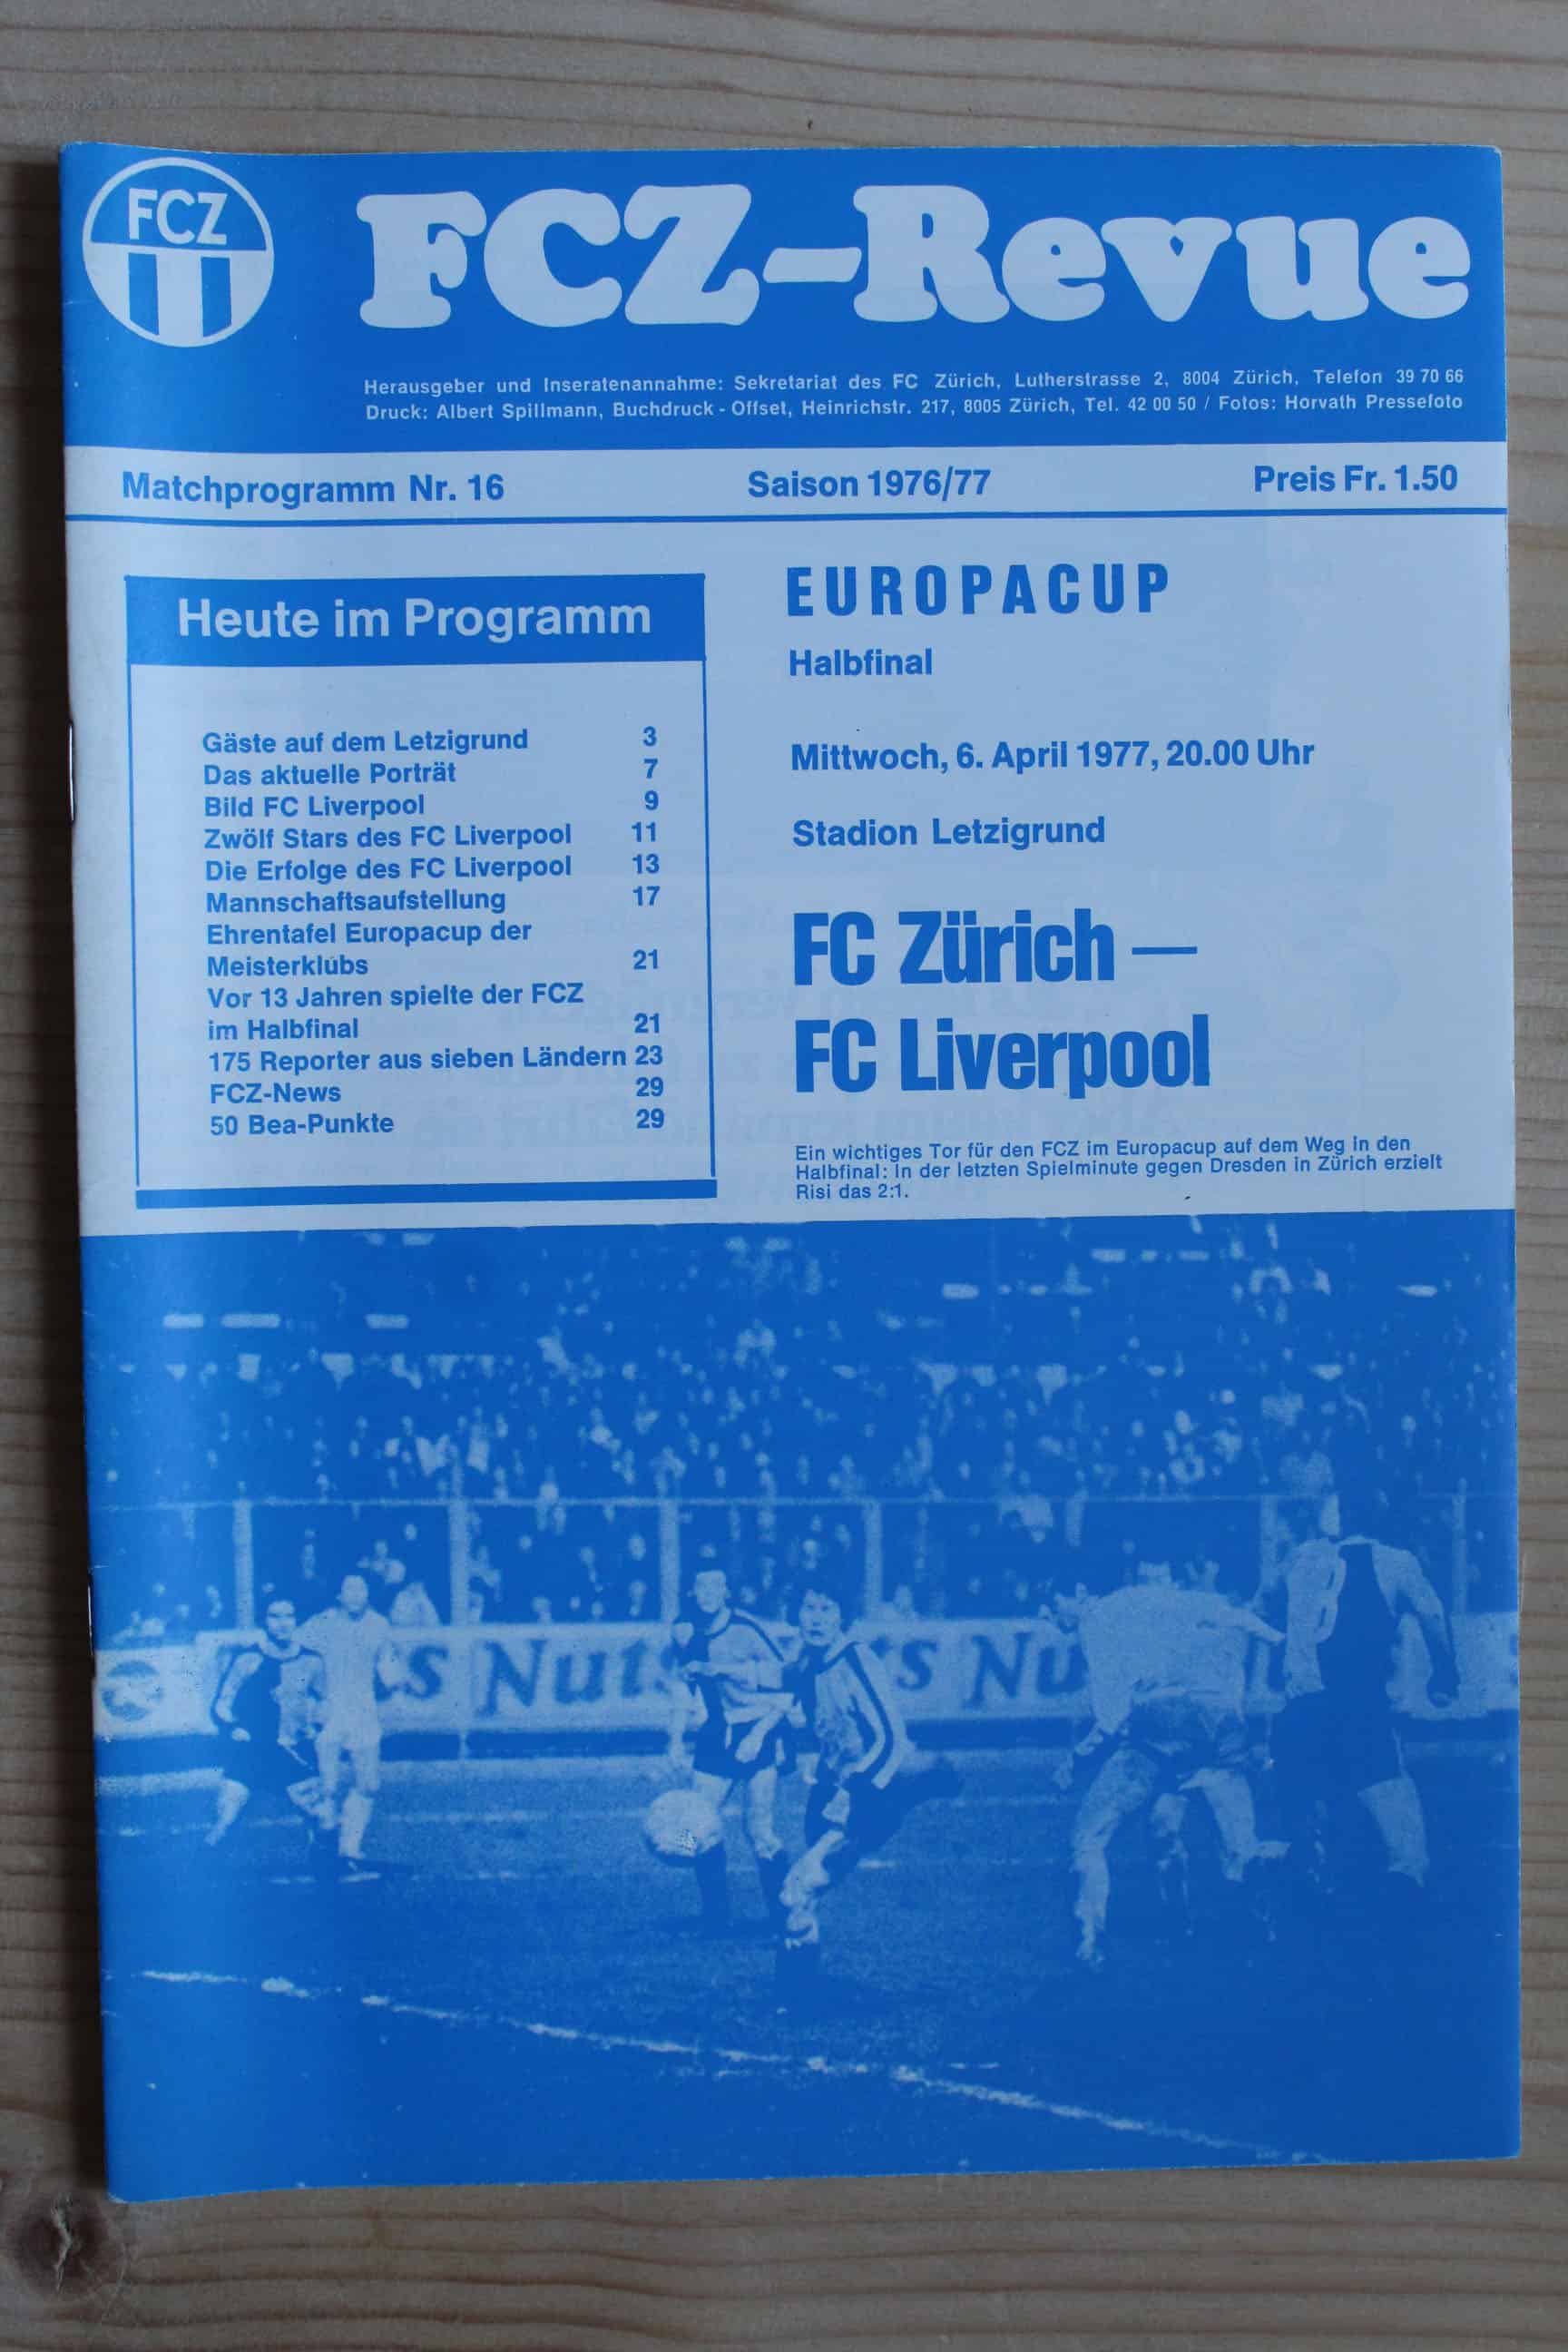 FCZ
FCZ-Revue
Herausgeber und Inseratenannahme: Sekretariat des FC Zürich, Lutherstrasse 2, 8004 Zürich, Telefon 39 70 66
Druck: Albert Spillmann, Buchdruck - Offset, Heinrichstr. 217, 8005 Zürich, Tel. 42 00 50 / Fotos: Horvath Pressefoto
Matchprogramm Nr. 16 Saison 1976/77 Preis Fr. 1.50
Heute im Programm
Gäste auf dem Letzigrund 3
Das aktuelle Porträt 7
Bild FC Liverpool 9
Zwölf Stars des FC Liverpool 11
Die Erfolge des FC Liverpool 13
Mannschaftsaufstellung 17
Ehrentafel Europacup der
Meisterklubs 21
Vor 13 Jahren spielte der FCZ
im Halbfinal 21
175 Reporter aus sieben Ländern 23
FCZ-News 29
50 Bea-Punkte 29
EUROPACUP
Halbfinal
Mittwoch, 6. April 1977, 20.00 Uhr
Stadion Letzigrund
FC Zürich —
FC Liverpool
Ein wichtiges Tor für den FCZ im Europacup auf dem Weg in den
Halbfinal: In der letzten Spielminute gegen Dresden in Zürich erzielt
Risi das 2:1.